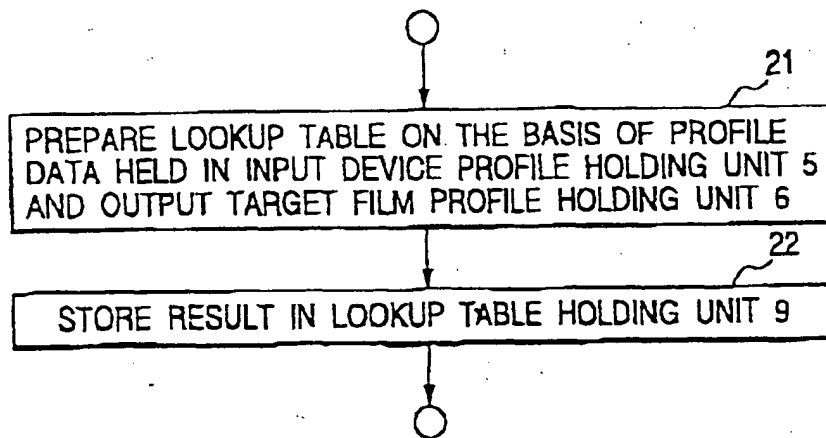 21
PREPARE LOOKUP TABLE ON THE BASIS OF PROFILE
DATA HELD IN INPUT DEVICE PROFILE HOLDING UNIT 5
AND OUTPUT TARGET FILM PROFILE HOLDING UNIT 6
22
STORE RESULT IN LOOKUP TABLE HOLDING UNIT 9